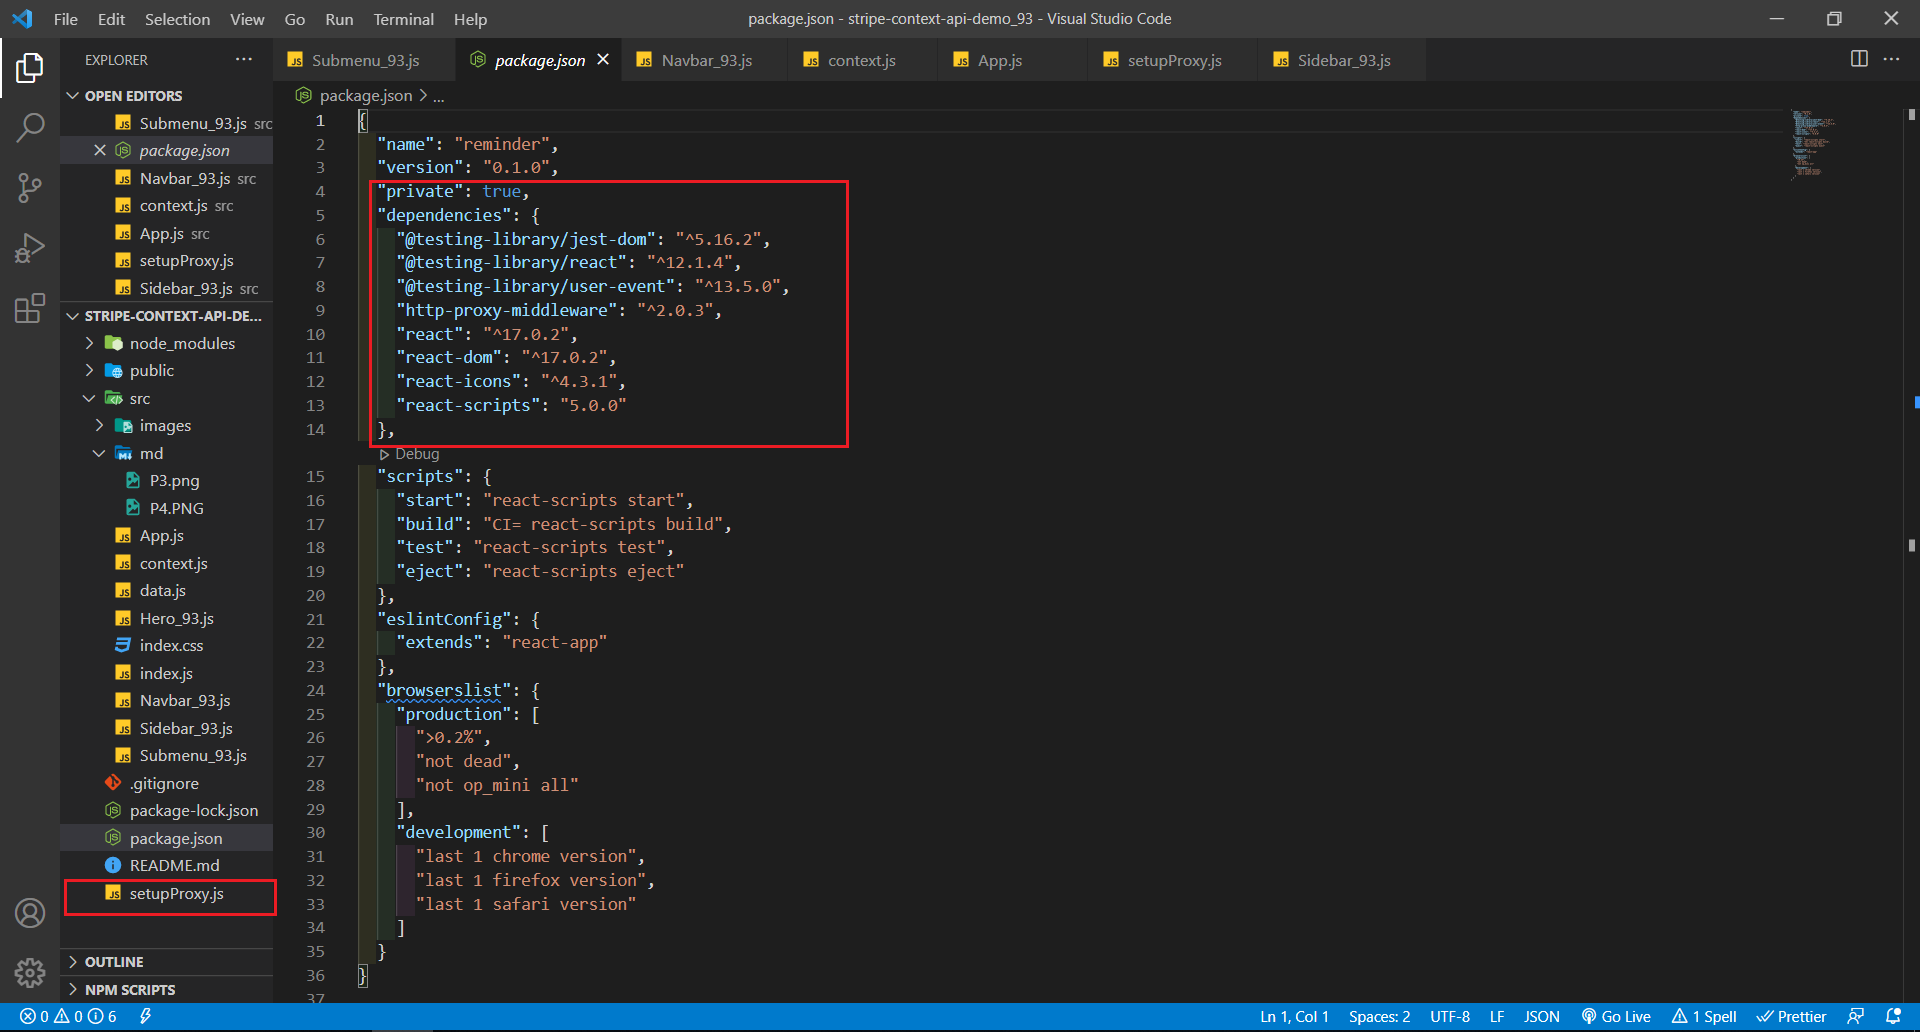 File Edit Selection View Go Run Terminal Help
package.json - stripe-context-api-demo_93 - Visual Studio Code
EXPLORER
OPEN EDITORS
Submenu_93.js src
package.json
Navbar_93.js src
context.js src
App.js src
setupProxy.js
Sidebar_93.js src
STRIPE-CONTEXT-API-DE...
node_modules
public
src
images
md
P3.png
P4.PNG
App.js
context.js
data.js
Hero_93.js
index.css
index.js
Navbar_93.js
Sidebar_93.js
Submenu_93.js
.gitignore
package-lock.json
package.json
README.md
setupProxy.js
OUTLINE
NPM SCRIPTS
Submenu_93.js package.json Navbar_93.js context.js App.js setupProxy.js Sidebar_93.js
package.json > ...
1 {
2 "name": "reminder",
3 "version": "0.1.0",
4 "private": true,
5 "dependencies": {
6 "@testing-library/jest-dom": "^5.16.2",
7 "@testing-library/react": "^12.1.4",
8 "@testing-library/user-event": "^13.5.0",
9 "http-proxy-middleware": "^2.0.3",
10 "react": "^17.0.2",
11 "react-dom": "^17.0.2",
12 "react-icons": "^4.3.1",
13 "react-scripts": "5.0.0"
14 },
Debug
15 "scripts": {
16 "start": "react-scripts start",
17 "build": "CI= react-scripts build",
18 "test": "react-scripts test",
19 "eject": "react-scripts eject"
20 },
21 "eslintConfig": {
22 "extends": "react-app"
23 },
24 "browserslist": {
25 "production": [
26 ">0.2%",
27 "not dead",
28 "not op_mini all"
29 ],
30 "development": [
31 "last 1 chrome version",
32 "last 1 firefox version",
33 "last 1 safari version"
34 ]
35 }
36 }
37
0 0 6
Ln 1, Col 1 Spaces: 2 UTF-8 LF JSON Go Live 1 Spell Prettier